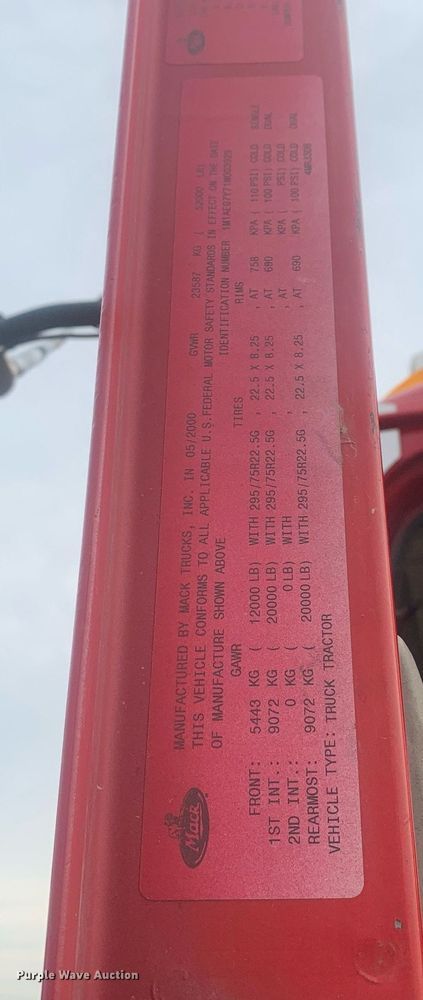 Mack
MANUFACTURED BY MACK TRUCKS, INC. IN 05/2000 GVWR 23587 KG ( 52000 LB)
THIS VEHICLE CONFORMS TO ALL APPLICABLE U.S. FEDERAL MOTOR SAFETY STANDARDS IN EFFECT ON THE DATE
OF MANUFACTURE SHOWN ABOVE IDENTIFICATION NUMBER
GAWR TIRES RIMS
FRONT: 5443 KG ( 12000 LB) WITH 295/75R22.5G , 22.5 X 8.25 , AT 758 KPA ( 110 PSI) COLD SINGLE
1ST INT.: 9072 KG ( 20000 LB) WITH 295/75R22.5G , 22.5 X 8.25 , AT 690 KPA ( 100 PSI) COLD DUAL
2ND INT.: 0 KG ( 0 LB) WITH , , AT KPA ( PSI) COLD
REARMOST: 9072 KG ( 20000 LB) WITH 295/75R22.5G , 22.5 X 8.25 , AT 690 KPA ( 100 PSI) COLD DUAL
VEHICLE TYPE: TRUCK TRACTOR
Purple Wave Auction